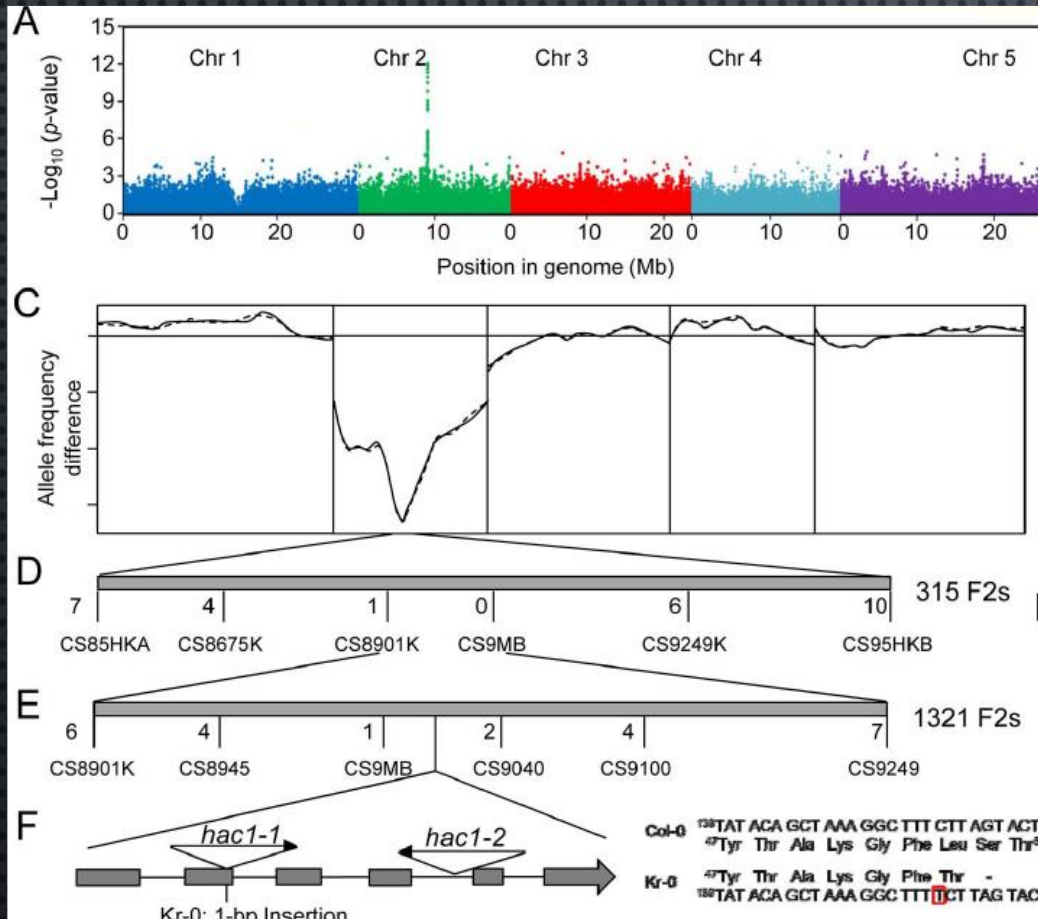 A
15
12
9
6
3
0
-Log10 (p-value)
Chr 1 Chr 2 Chr 3 Chr 4 Chr 5
0 10 20 0 10 0 10 20 0 10 0 10 20
Position in genome (Mb)
C
Allele frequency
difference
D
7 4 1 0 6 10 315 F2s
CS85HKA CS8675K CS8901K CS9MB CS9249K CS95HKB
E
6 4 1 2 4 7 1321 F2s
CS8901K CS8945 CS9MB CS9040 CS9100 CS9249
F
hac1-1 hac1-2
Kr-0: 1-bp Insertion
Col-0 TAT ACA GCT AAA GGC TTT CTT AGT ACT
47Tyr Thr Ala Lys Gly Phe Leu Ser Thr
Kr-0 47Tyr Thr Ala Lys Gly Phe Thr -
TAT ACA GCT AAA GGC TTT TCT TAG TAC